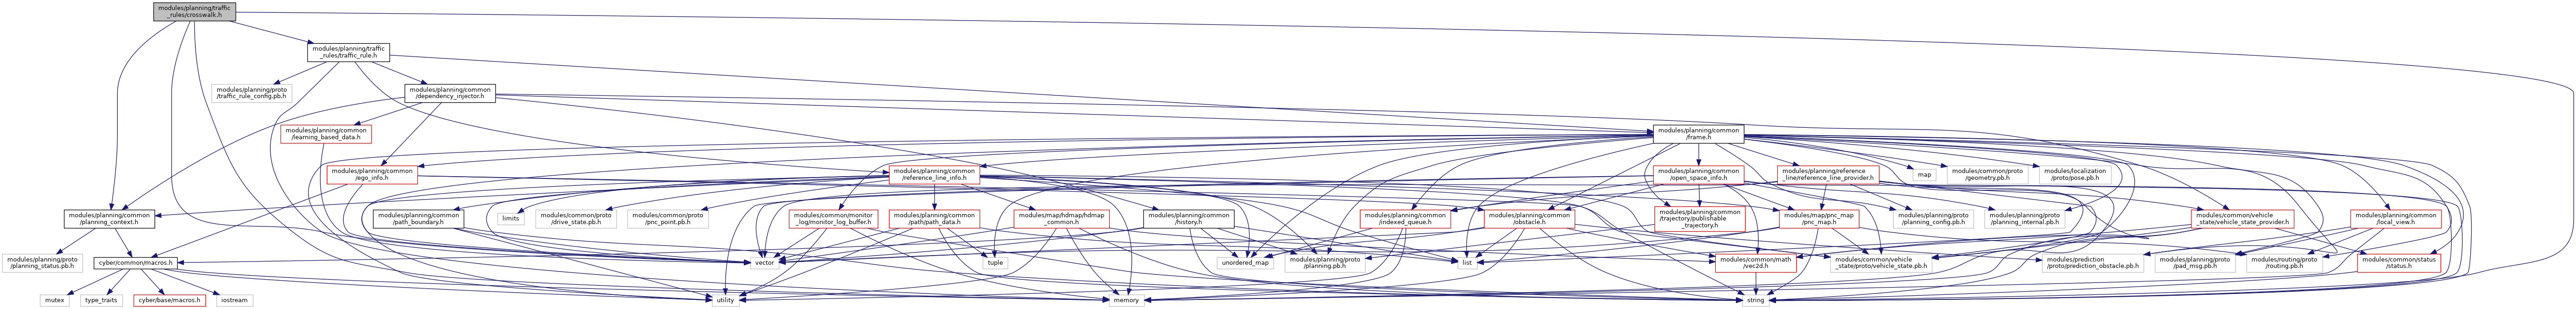 modules/planning/traffic
_rules/crosswalk.h
modules/planning/traffic
_rules/traffic_rule.h
modules/planning/proto
/traffic_rule_config.pb.h
modules/planning/common
/dependency_injector.h
modules/planning/common
/learning_based_data.h
modules/planning/common
/frame.h
modules/planning/common
/ego_info.h
modules/planning/common
/reference_line_info.h
modules/planning/common
/open_space_info.h
modules/planning/reference
_line/reference_line_provider.h
map
modules/common/proto
/geometry.pb.h
modules/localization
/proto/pose.pb.h
modules/planning/common
/planning_context.h
modules/planning/common
/path_boundary.h
limits
modules/common/proto
/drive_state.pb.h
modules/common/proto
/pnc_point.pb.h
modules/common/monitor
_log/monitor_log_buffer.h
modules/planning/common
/path/path_data.h
modules/map/hdmap/hdmap
_common.h
modules/planning/common
/history.h
modules/planning/common
/indexed_queue.h
modules/planning/common
/obstacle.h
modules/planning/common
/trajectory/publishable
_trajectory.h
modules/map/pnc_map
/pnc_map.h
modules/planning/proto
/planning_config.pb.h
modules/planning/proto
/planning_internal.pb.h
modules/common/vehicle
_state/vehicle_state_provider.h
modules/planning/common
/local_view.h
modules/planning/proto
/planning_status.pb.h
cyber/common/macros.h
vector
tuple
unordered_map
modules/planning/proto
/planning.pb.h
list
modules/common/math
/vec2d.h
modules/common/vehicle
_state/proto/vehicle_state.pb.h
modules/prediction
/proto/prediction_obstacle.pb.h
modules/planning/proto
/pad_msg.pb.h
modules/routing/proto
/routing.pb.h
modules/common/status
/status.h
mutex
type_traits
cyber/base/macros.h
iostream
utility
memory
string